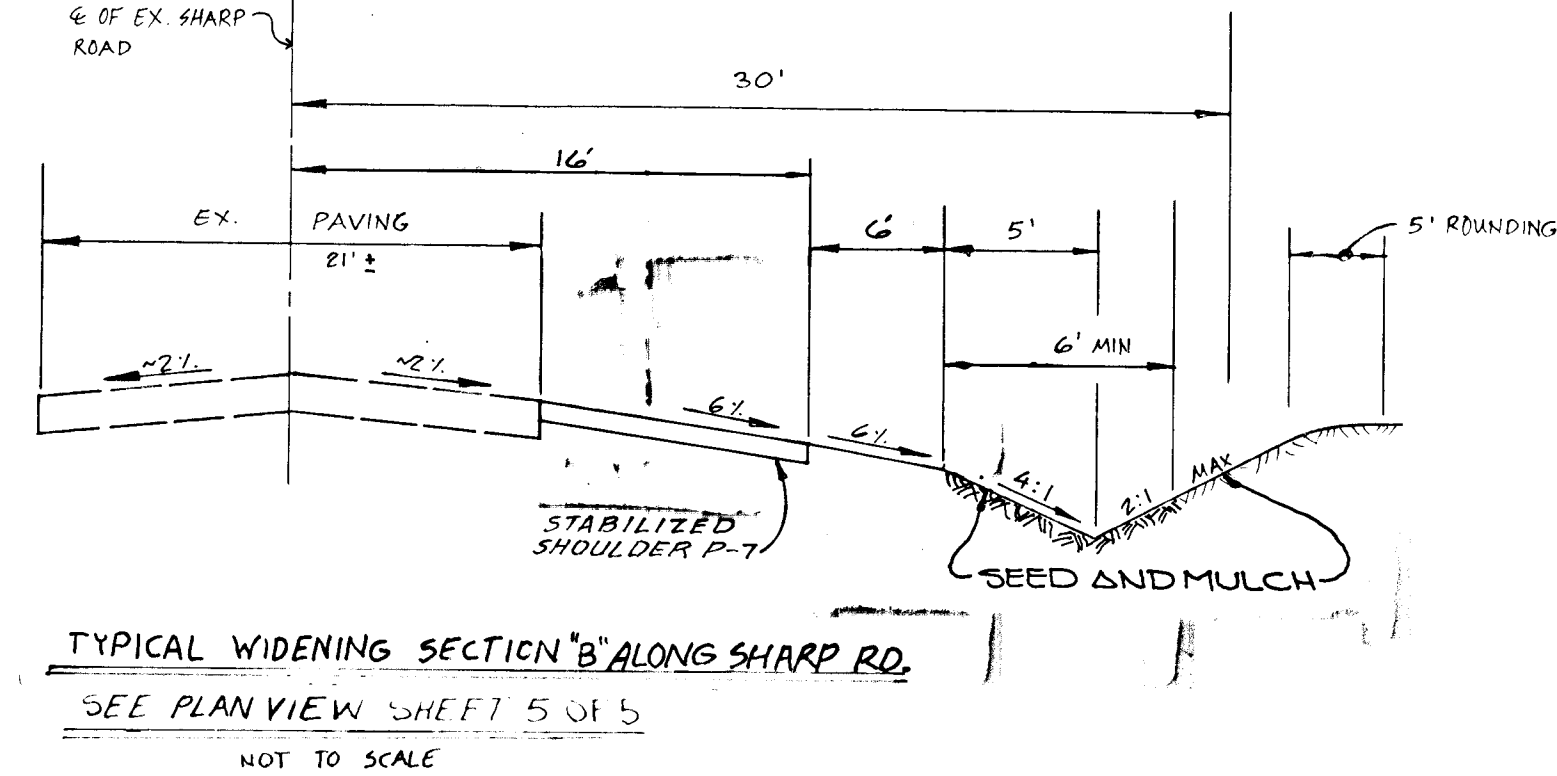 ℄ OF EX. SHARP
ROAD
30'
16'
EX. PAVING
21' ±
6'
5'
5' ROUNDING
6' MIN
~2%
~2%
6%
6%
4:1
2:1 MAX
STABILIZED
SHOULDER P-7
SEED AND MULCH
TYPICAL WIDENING SECTION "B" ALONG SHARP RD.
SEE PLAN VIEW SHEET 5 OF 5
NOT TO SCALE